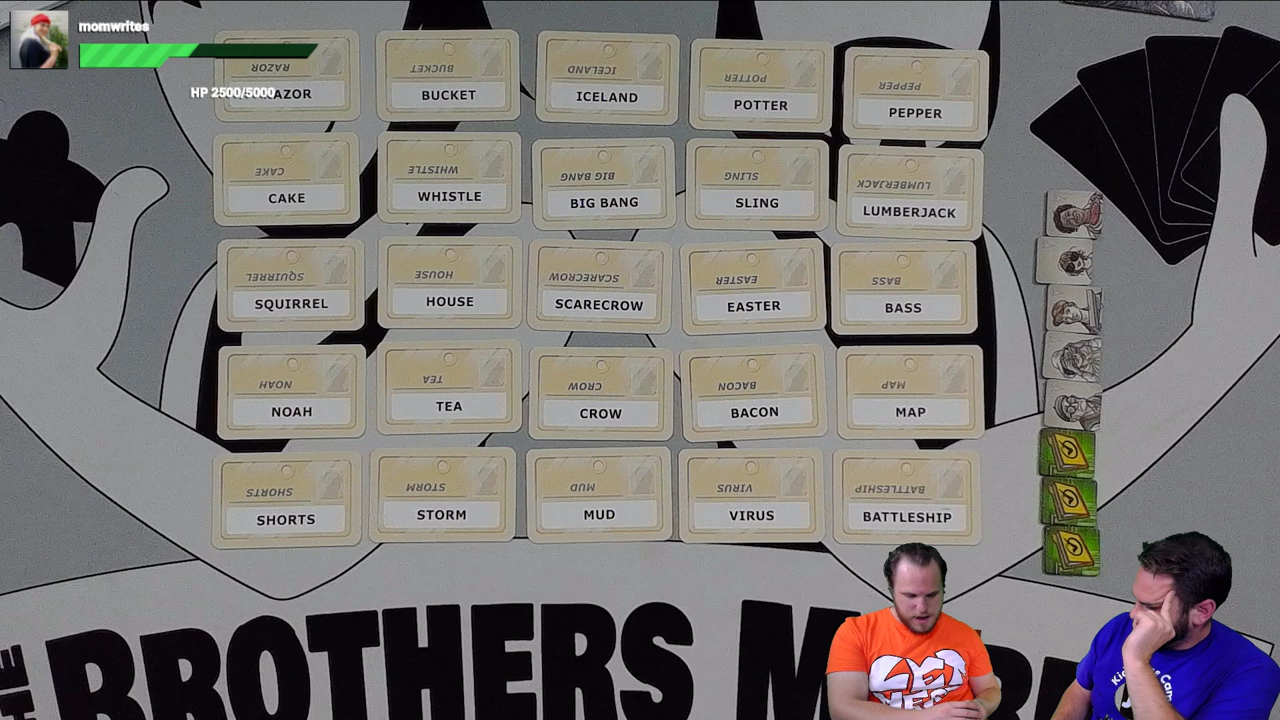 momwrites
HP 2500/5000
RAZOR BUCKET ICELAND POTTER PEPPER
BUCKET ICELAND POTTER PEPPER
CAKE WHISTLE BIG BANG SLING LUMBERJACK
CAKE WHISTLE BIG BANG SLING LUMBERJACK
SQUIRREL HOUSE SCARECROW EASTER BASS
SQUIRREL HOUSE SCARECROW EASTER BASS
NOAH TEA CROW BACON MAP
NOAH TEA CROW BACON MAP
SHORTS STORM MUD VIRUS BATTLESHIP
SHORTS STORM MUD VIRUS BATTLESHIP
THE BROTHERS